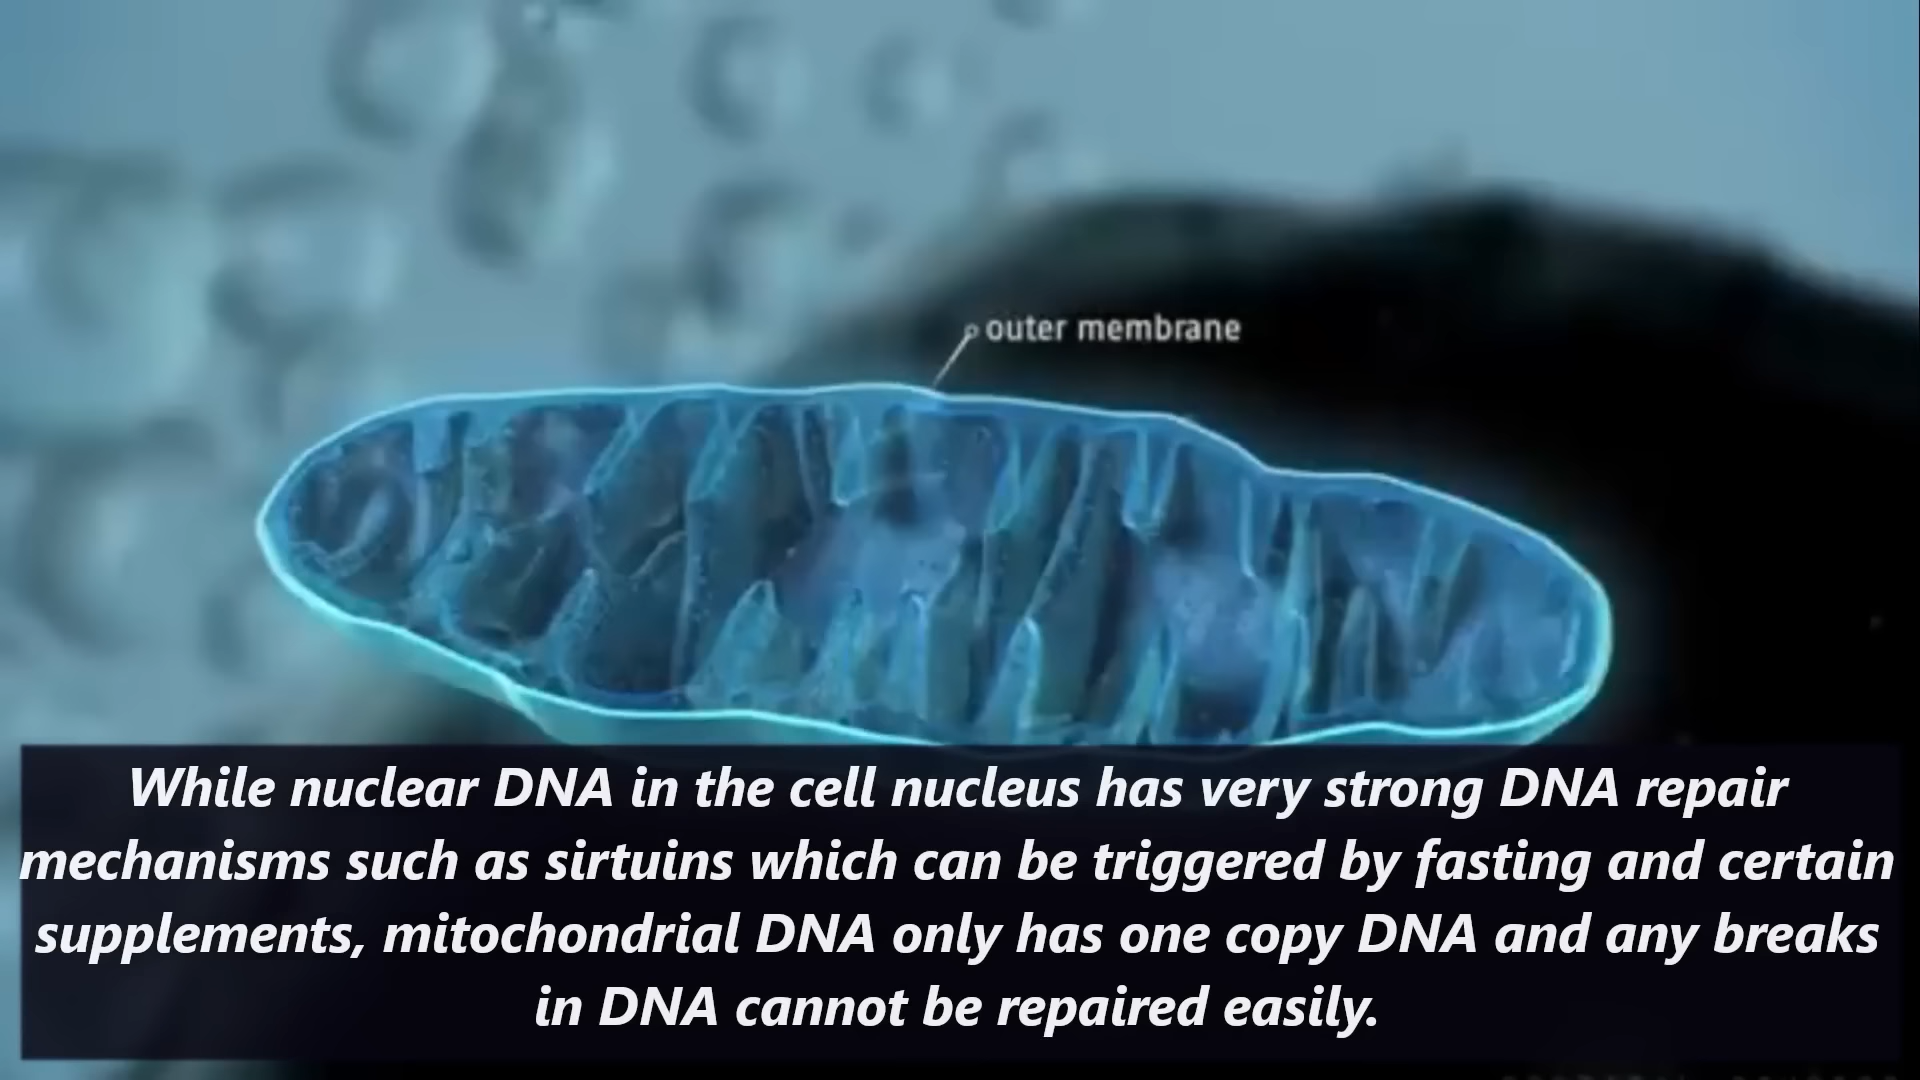 outer membrane
While nuclear DNA in the cell nucleus has very strong DNA repair
mechanisms such as sirtuins which can be triggered by fasting and certain
supplements, mitochondrial DNA only has one copy DNA and any breaks
in DNA cannot be repaired easily.